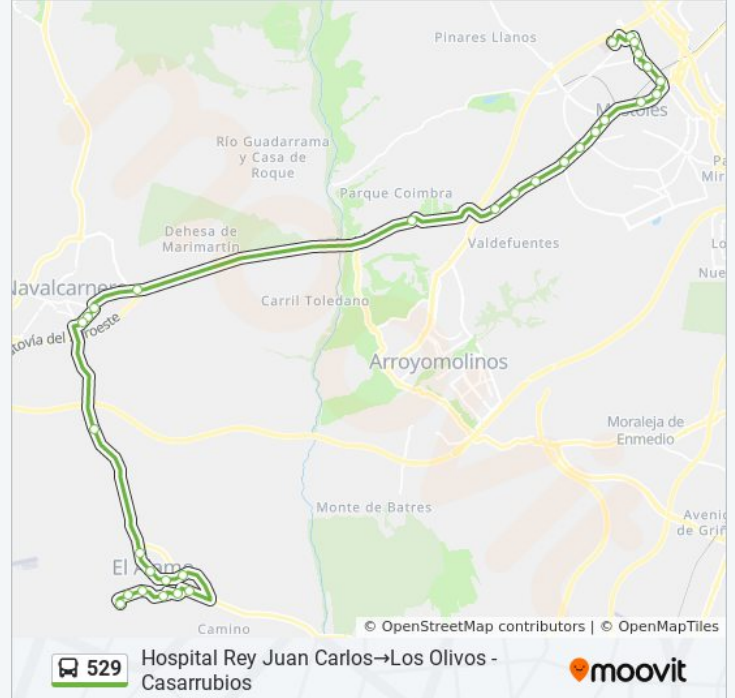 Pinares Llanos
Móstoles
Río Guadarrama
y Casa de
Roque
Parque Coimbra
Dehesa de
Marimartín
Valdefuentes
Navalcarnero
Carril Toledano
Arroyomolinos
Moraleja de
Enmedio
Monte de Batres
El Álamo
Camino
© OpenStreetMap contributors | © OpenMapTiles
529
Hospital Rey Juan Carlos→Los Olivos -
Casarrubios
moovit